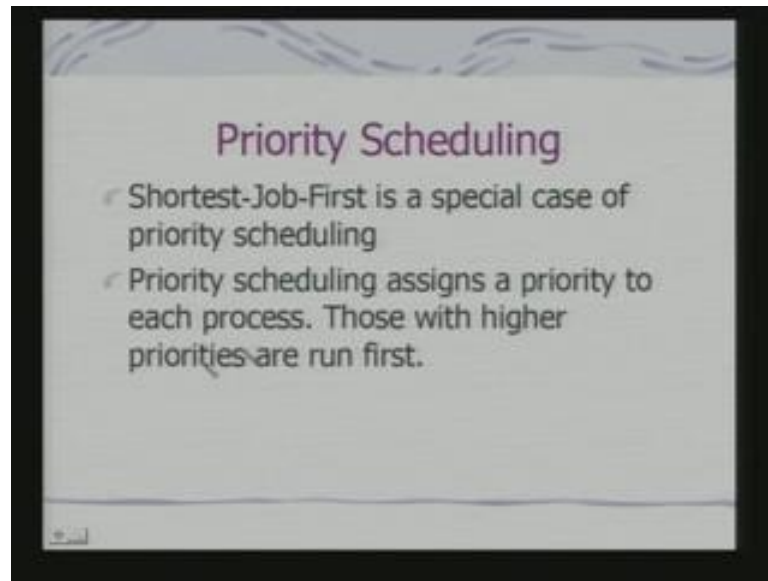 Priority Scheduling
Shortest-Job-First is a special case of
priority scheduling
Priority scheduling assigns a priority to
each process. Those with higher
priorities are run first.